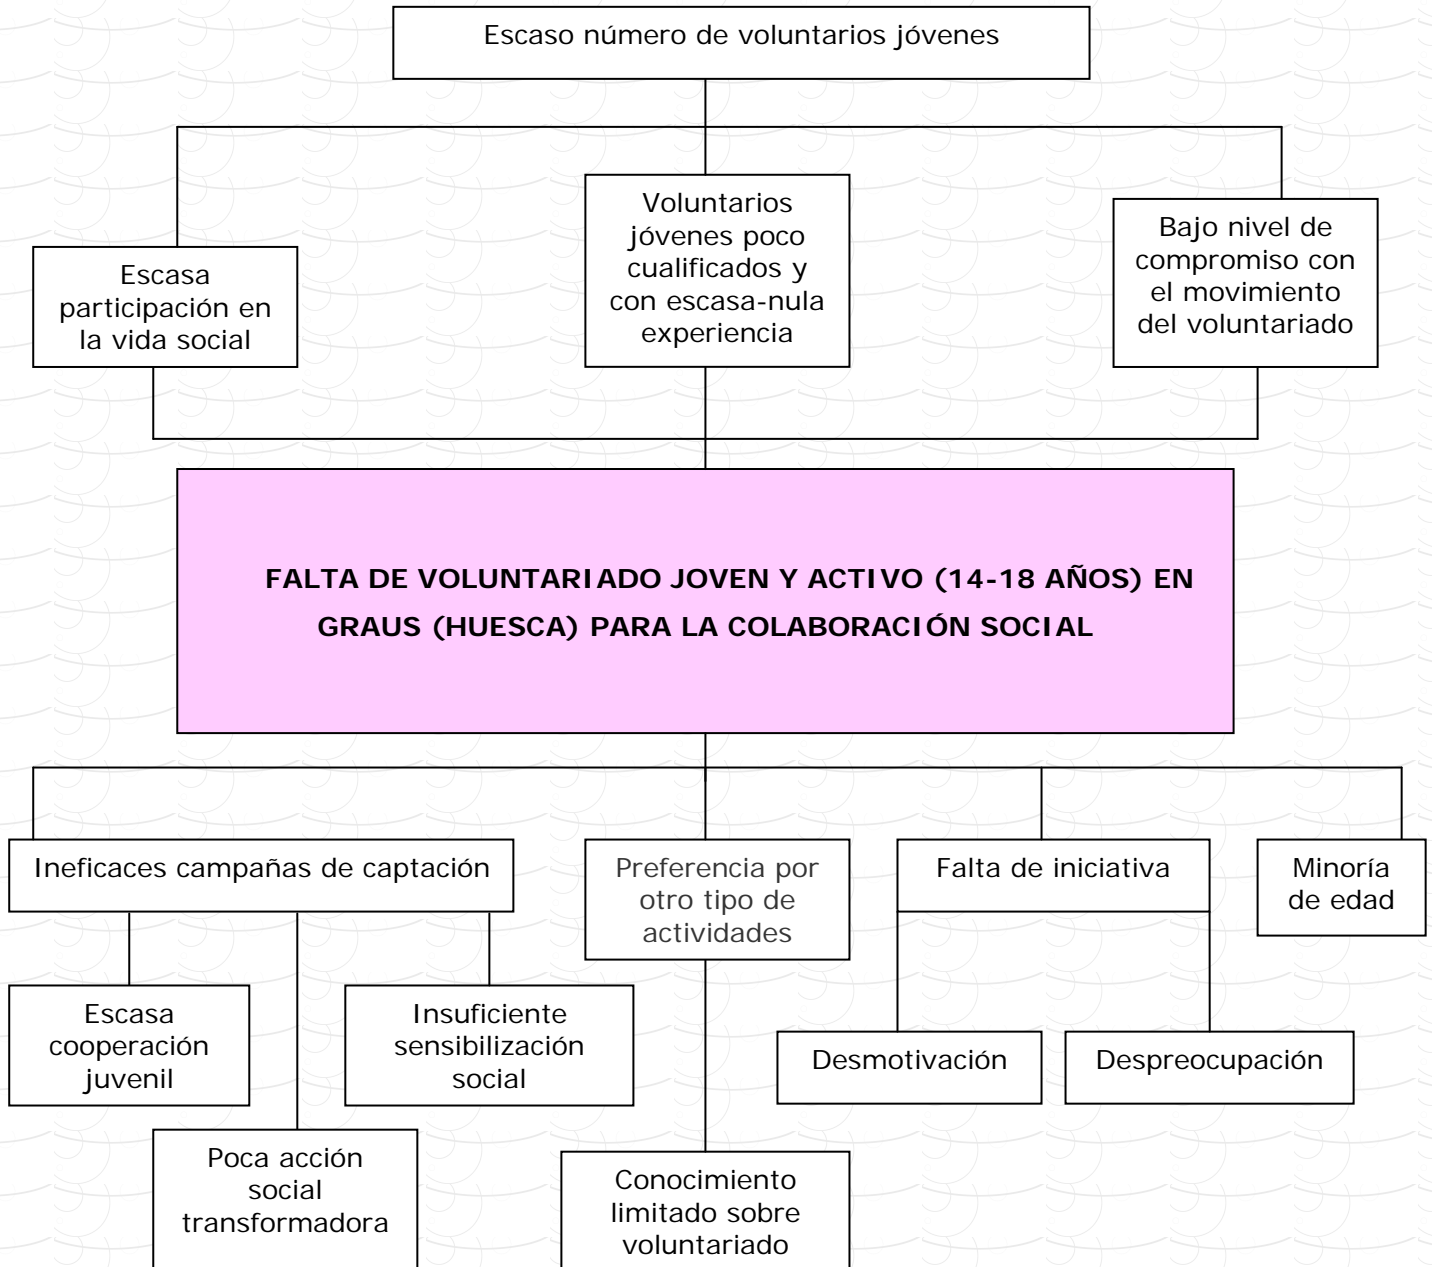 Escaso número de voluntarios jóvenes
Escasa
participación en
la vida social
Voluntarios
jóvenes poco
cualificados y
con escasa-nula
experiencia
Bajo nivel de
compromiso con
el movimiento
del voluntariado
FALTA DE VOLUNTARIADO JOVEN Y ACTIVO (14-18 AÑOS) EN
GRAUS (HUESCA) PARA LA COLABORACIÓN SOCIAL
Ineficaces campañas de captación
Preferencia por
otro tipo de
actividades
Falta de iniciativa
Minoría
de edad
Escasa
cooperación
juvenil
Insuficiente
sensibilización
social
Desmotivación
Despreocupación
Poca acción
social
transformadora
Conocimiento
limitado sobre
voluntariado